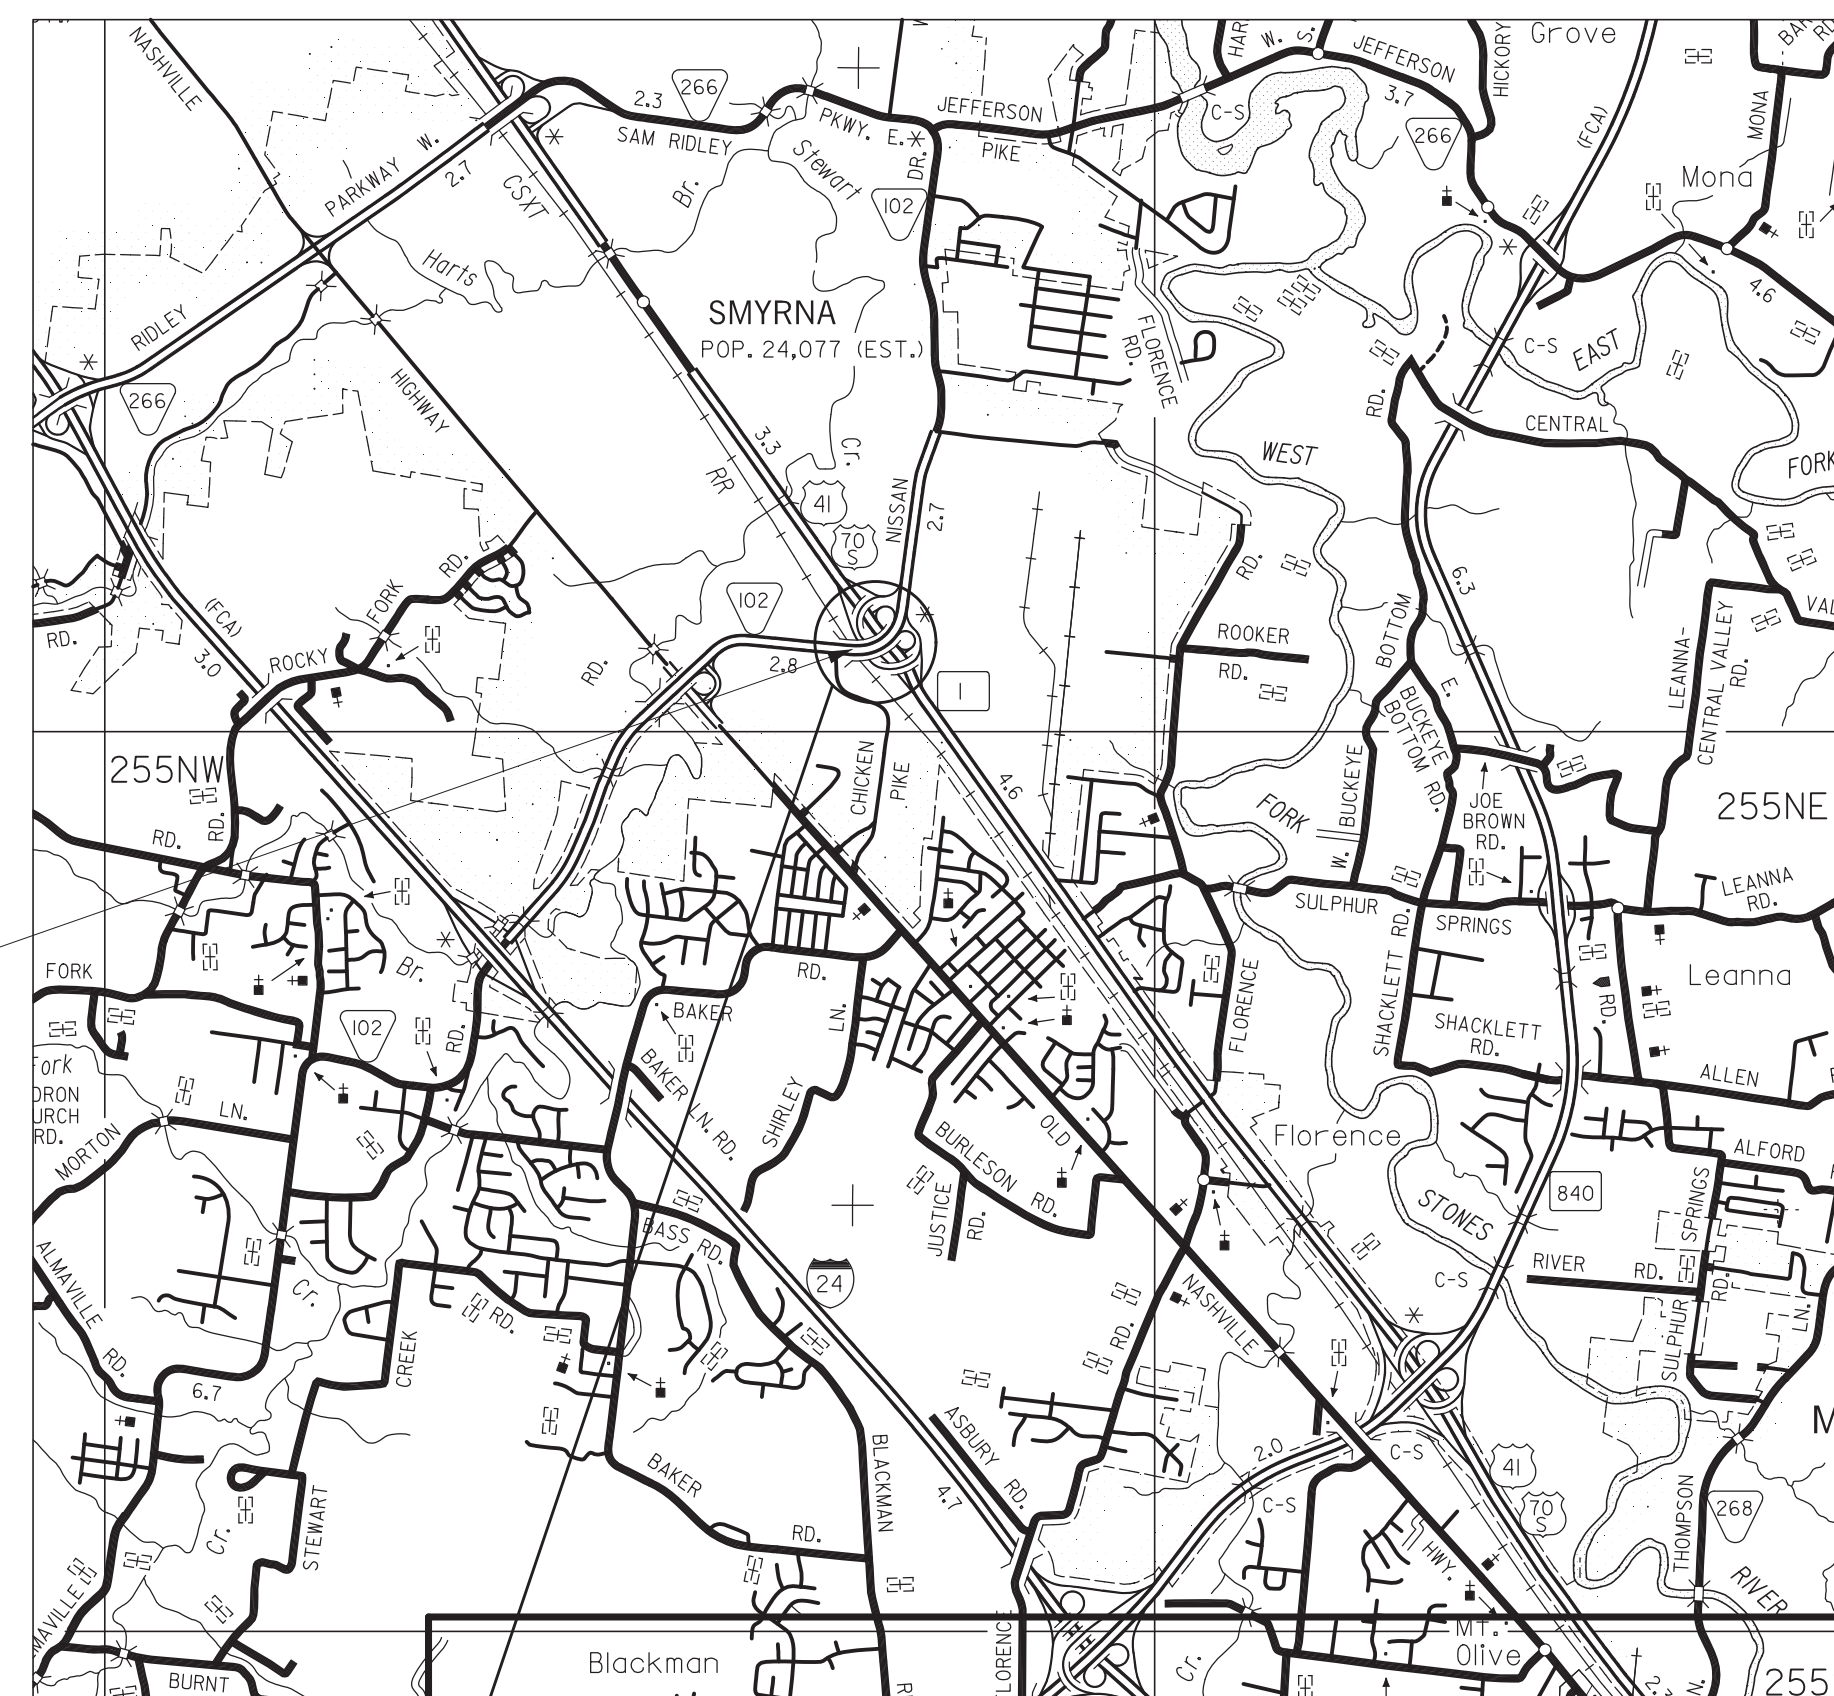 NASHVILLE
HARTS
W.
S.
JEFFERSON
HICKORY
Grove
266
2.3
SAM RIDLEY
PKWY. E.
JEFFERSON
PIKE
C-S
3.7
266
(FCA)
MONA
Mona
PARKWAY W.
2.7
CSXT
Br.
Stewart
102
DR.
Harts
RIDLEY
266
HIGHWAY
SMYRNA
POP. 24,077 (EST.)
FLORENCE
RD.
4.6
C-S
EAST
RD.
CENTRAL
FORK
WEST
3.3
RR
Cr.
41
70
S
NISSAN
2.7
RD.
6.3
RD.
FORK
(FCA)
3.0
RD.
ROCKY
RD.
102
2.8
1
ROOKER
RD.
BOTTOM
E.
LEANNA-
CENTRAL VALLEY
RD.
255NW
RD.
RD.
CHICKEN
PIKE
4.6
FORK
W. BUCKEYE
BUCKEYE
BOTTOM RD.
JOE
BROWN
RD.
255NE
SULPHUR
SPRINGS
LEANNA
RD.
Leanna
FORK
Br.
102
RD.
RD.
BAKER
LN.
SHIRLEY
BAKER LN. RD.
FLORENCE
SHACKLETT RD.
SHACKLETT
RD.
RD.
ALLEN
Fork
RD.
LN.
MORTON
OLD
BURLESON
RD.
JUSTICE
RD.
Florence
STONES
840
ALFORD
SPRINGS
RD.
SULPHUR
RIVER
RD.
C-S
LN.
ALMAVILLE
RD.
Cr.
6.7
CREEK
RD.
BASS RD.
24
NASHVILLE
RD.
ASBURY
RD.
4.7
BLACKMAN
BAKER
RD.
STEWART
Cr.
2.0
C-S
C-S
41
70
S
HWY.
THOMPSON
268
RIVER
BURNT
Blackman
FLORENCE
Cr.
Mt.
Olive
255